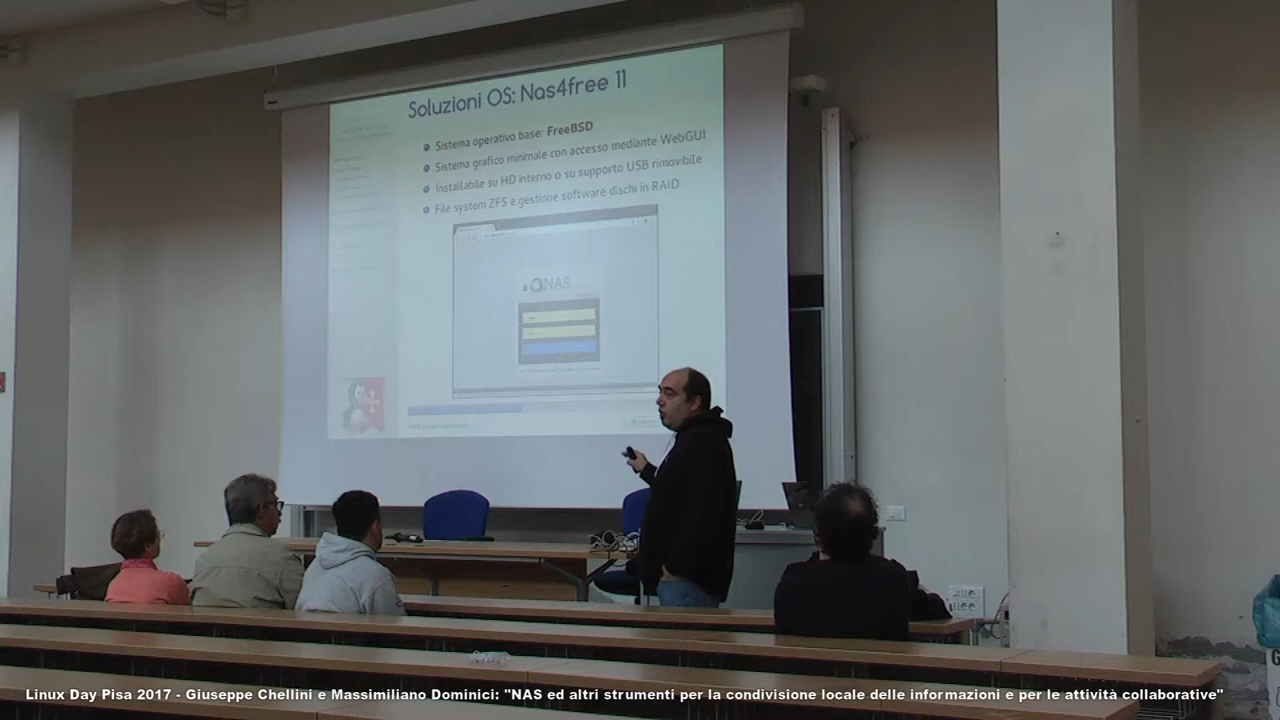 Soluzioni OS: Nas4free 11
Sistema operativo base: FreeBSD
Sistema grafico minimale con accesso mediante WebGUI
Installabile su HD interno o su supporto USB rimovibile
File system ZFS e gestione software dischi in RAID
NAS
Linux Day Pisa 2017 - Giuseppe Chellini e Massimiliano Dominici: "NAS ed altri strumenti per la condivisione locale delle informazioni e per le attività collaborative"